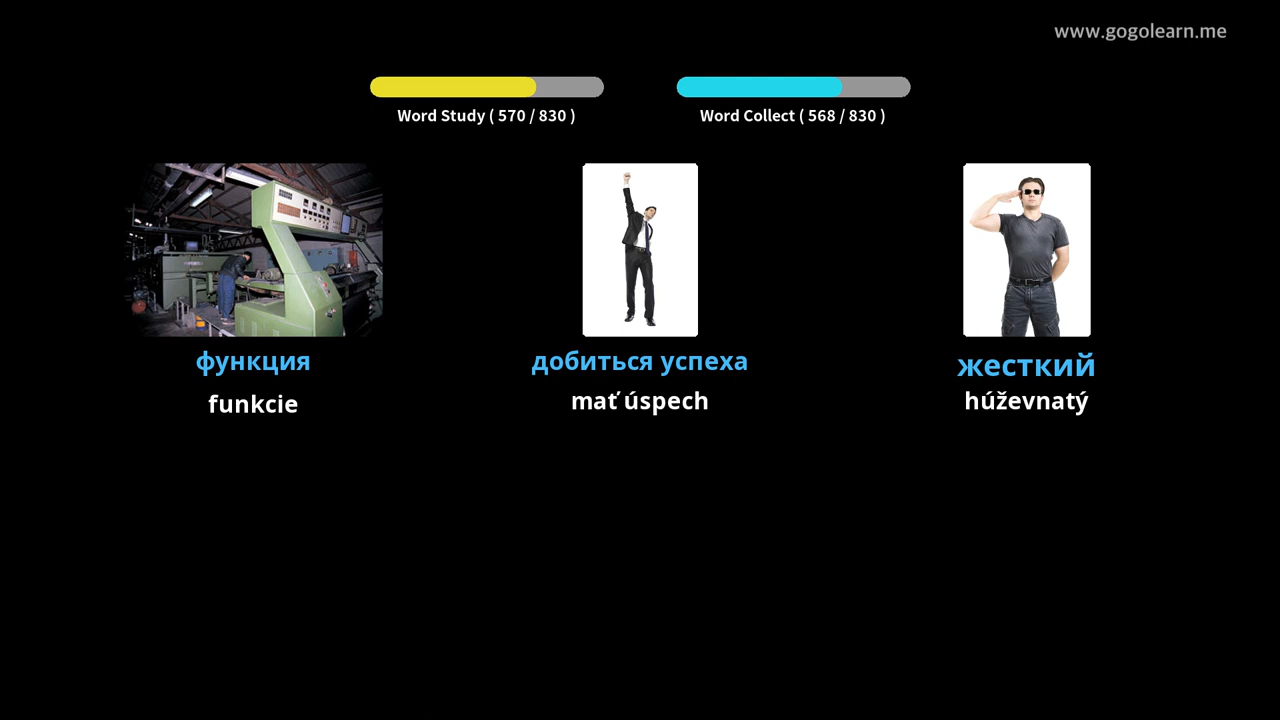 www.gogolearn.me
Word Study ( 570 / 830 )
Word Collect ( 568 / 830 )
функция
добиться успеха
жесткий
funkcie
mať úspech
húževnatý